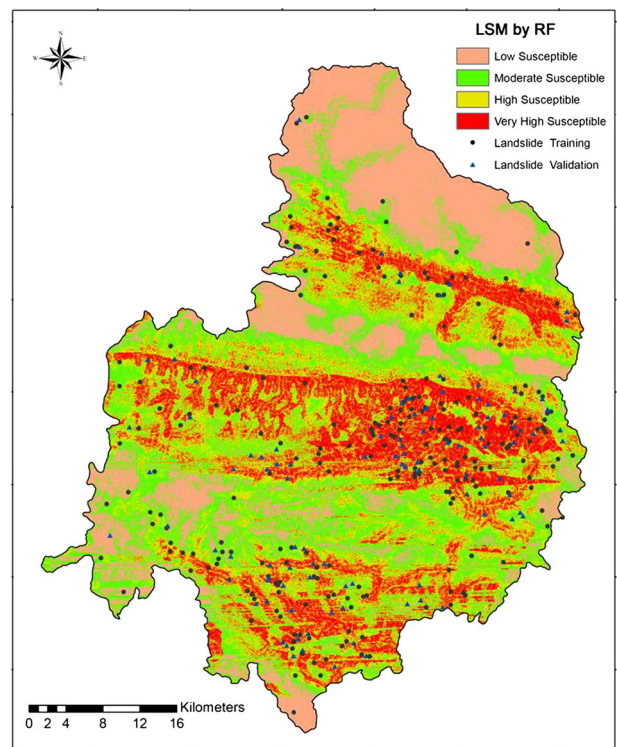 LSM by RF
Low Susceptible
Moderate Susceptible
High Susceptible
Very High Susceptible
Landslide Training
Landslide Validation
N
W E
S
Kilometers
0 1 2 4 8 12 16